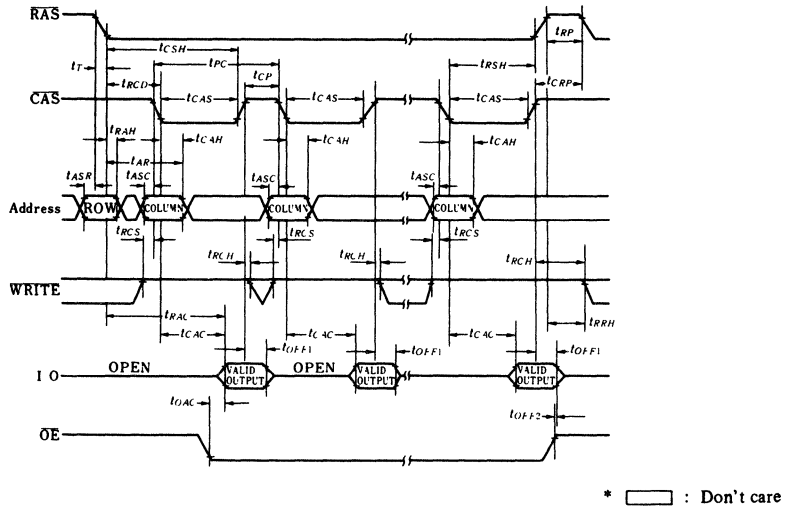 RAS
tRP
tCSH
tT
tPC
tRSH
tRCD
tCP
tCRP
CAS
tCAS
tCAS
tCAS
tRAH
tCAH
tCAH
tCAH
tAR
tASR
tASC
tASC
tASC
Address
ROW
COLUMN
COLUMN
COLUMN
tRCS
tRCS
tRCS
tRCH
tRCH
tRCH
WRITE
tRAC
tRRH
tCAC
tCAC
tCAC
tOFF1
tOFF1
tOFF1
OPEN
OPEN
I O
VALID OUTPUT
VALID OUTPUT
VALID OUTPUT
tOAC
tOFF2
OE
* : Don't care